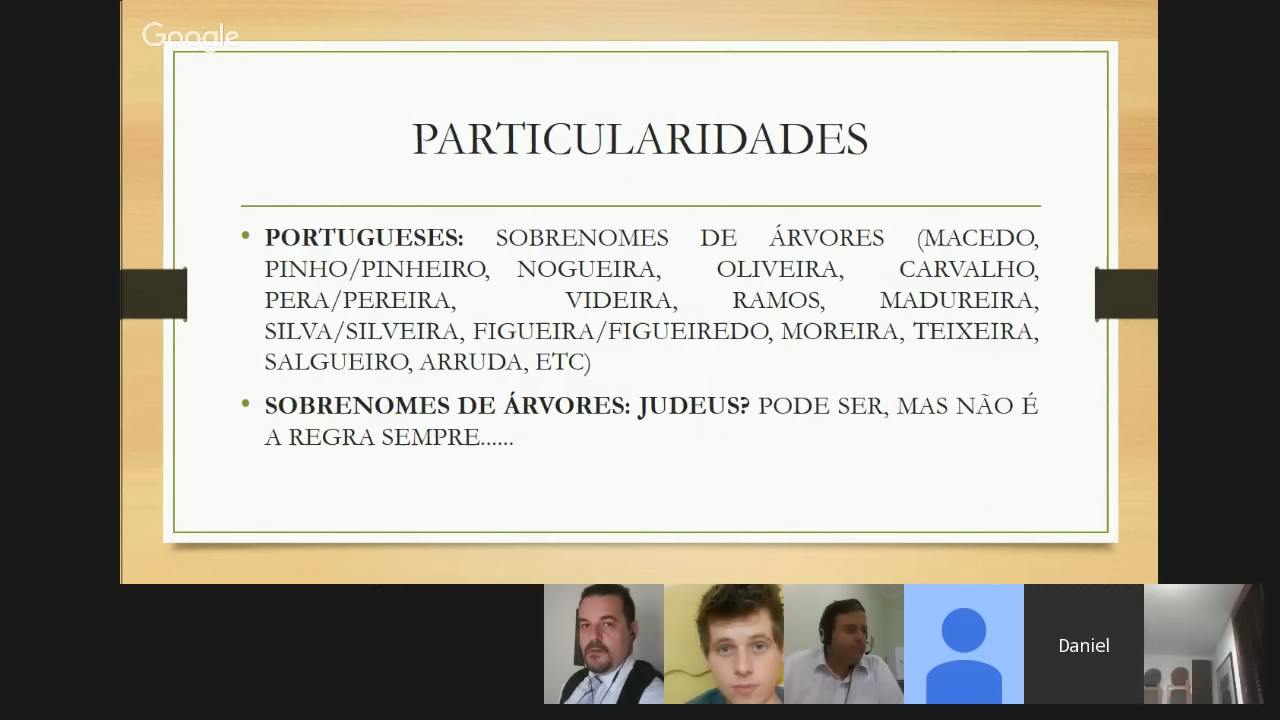 Google
PARTICULARIDADES
• PORTUGUESES: SOBRENOMES DE ÁRVORES (MACEDO,
PINHO/PINHEIRO, NOGUEIRA, OLIVEIRA, CARVALHO,
PERA/PEREIRA, VIDEIRA, RAMOS, MADUREIRA,
SILVA/SILVEIRA, FIGUEIRA/FIGUEIREDO, MOREIRA, TEIXEIRA,
SALGUEIRO, ARRUDA, ETC)
• SOBRENOMES DE ÁRVORES: JUDEUS? PODE SER, MAS NÃO É
A REGRA SEMPRE......
Daniel